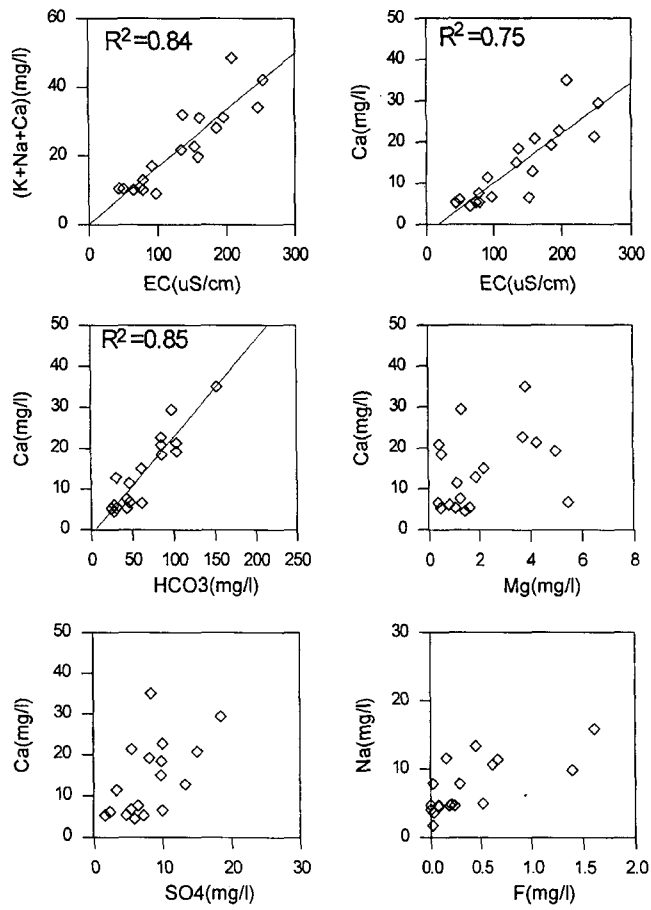 R²=0.84
(K+Na+Ca)(mg/l)
60
40
20
0
0 100 200 300
EC(uS/cm)
R²=0.75
Ca(mg/l)
50
40
30
20
10
0
0 100 200 300
EC(uS/cm)
R²=0.85
Ca(mg/l)
50
40
30
20
10
0
0 50 100 150 200 250
HCO3(mg/l)
Ca(mg/l)
50
40
30
20
10
0
0 2 4 6 8
Mg(mg/l)
Ca(mg/l)
50
40
30
20
10
0
0 10 20 30
SO4(mg/l)
Na(mg/l)
30
20
10
0
0.0 0.5 1.0 1.5 2.0
F(mg/l)